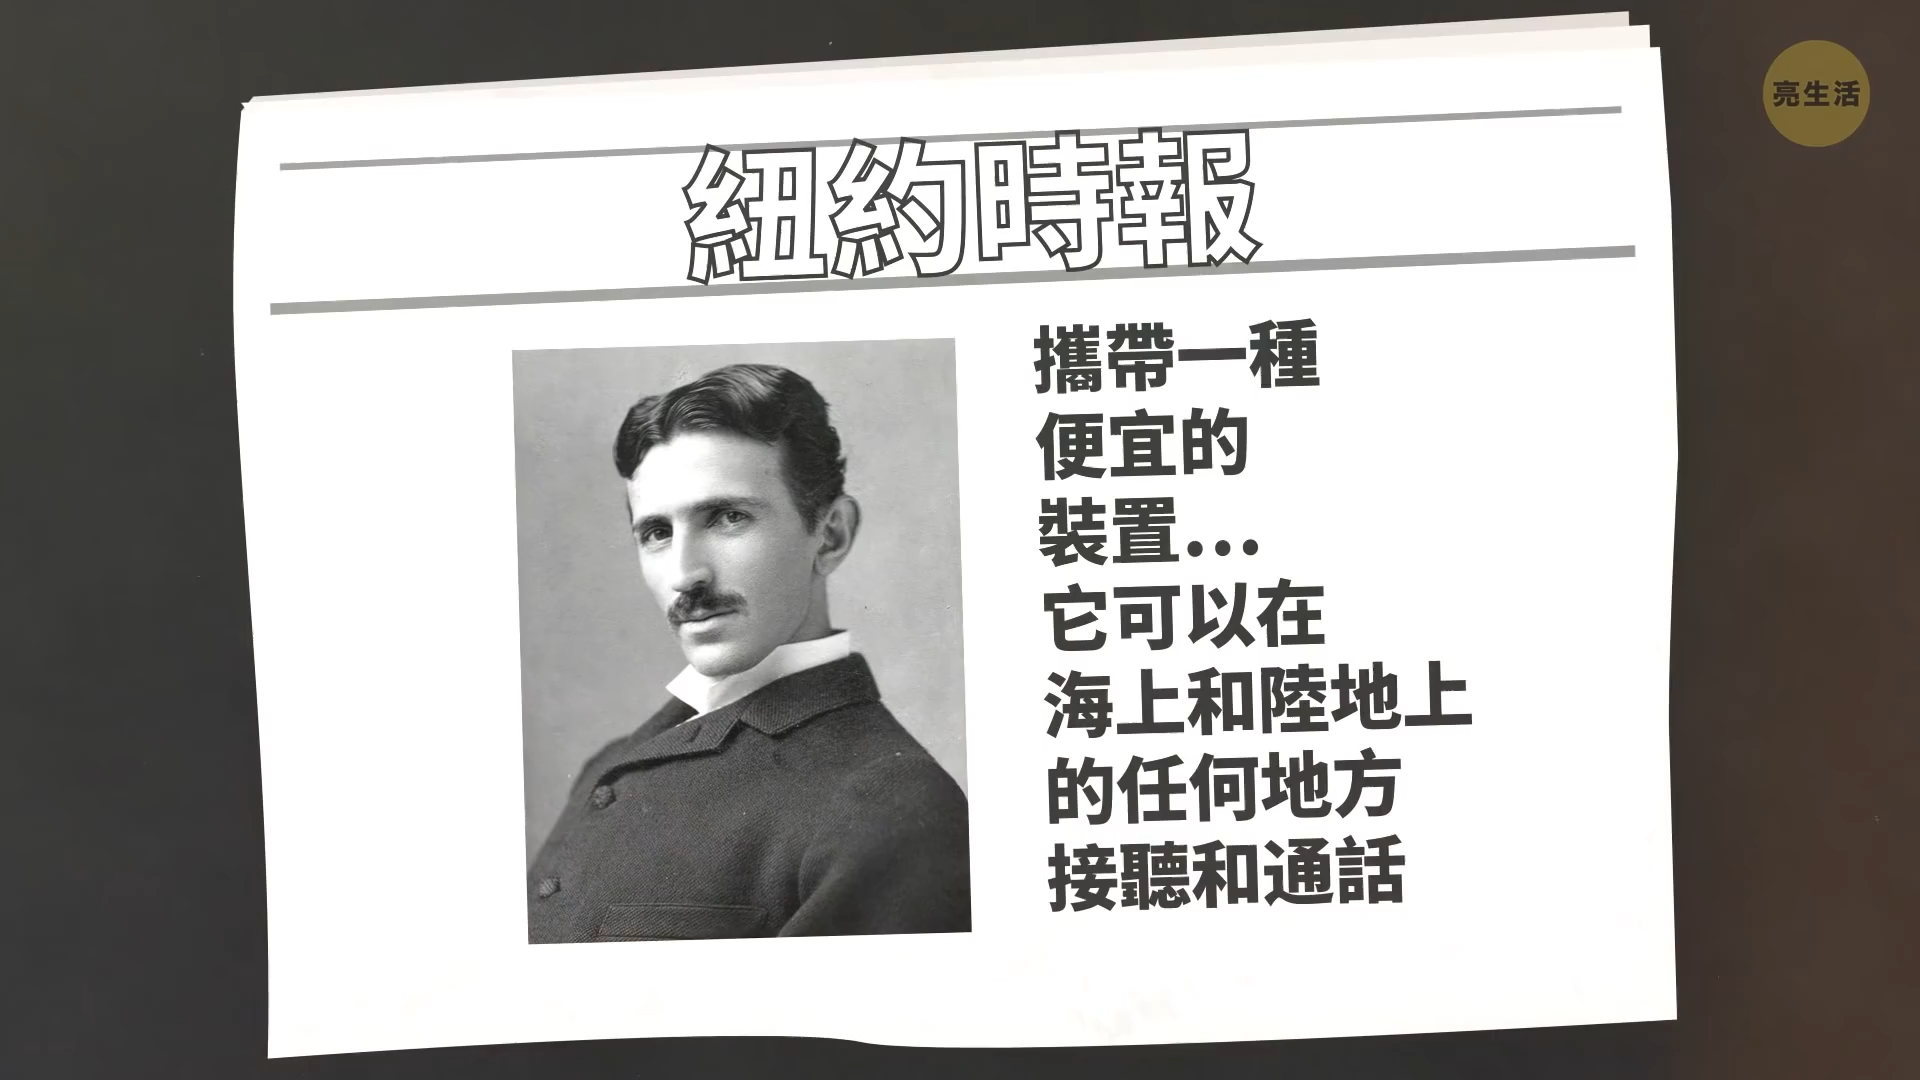 亮生活
紐約時報
攜帶一種
便宜的
裝置...
它可以在
海上和陸地上
的任何地方
接聽和通話